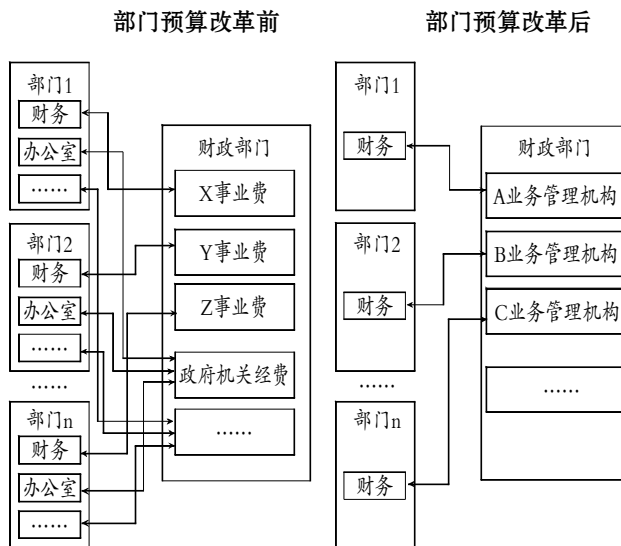 部门预算改革前
部门预算改革后
部门1
财务
办公室
……
部门2
财务
办公室
……
……
部门n
财务
办公室
……
财政部门
X事业费
Y事业费
Z事业费
政府机关经费
……
部门1
财务
部门2
财务
……
部门n
财务
财政部门
A业务管理机构
B业务管理机构
C业务管理机构
……